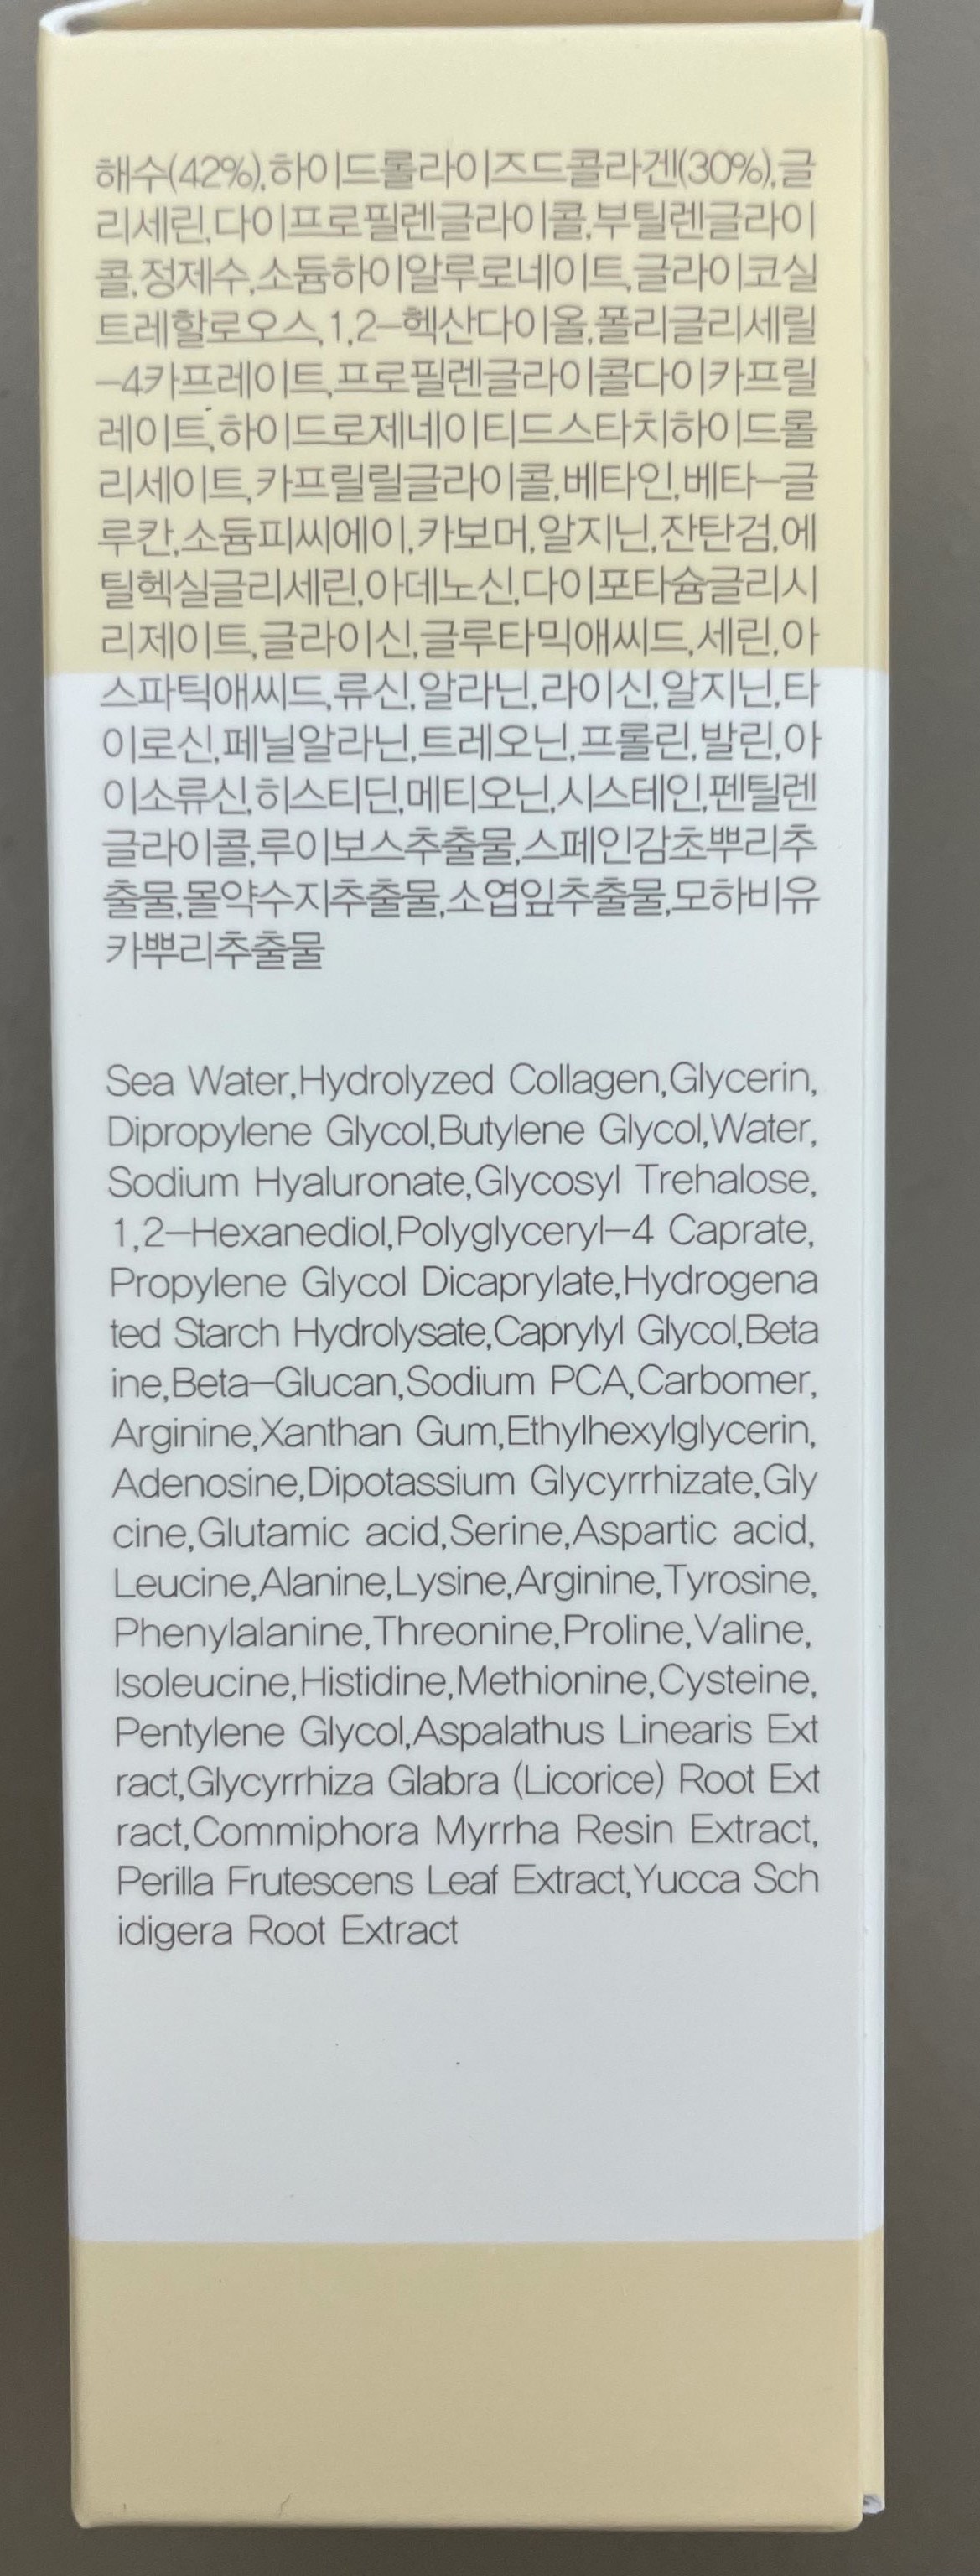 해수(42%),하이드롤라이즈드콜라겐(30%),글
리세린,다이프로필렌글라이콜,부틸렌글라이
콜,정제수,소듐하이알루로네이트,글라이코실
트레할로오스,1,2-헥산다이올,폴리글리세릴
-4카프레이트,프로필렌글라이콜다이카프릴
레이트,하이드로제네이티드스타치하이드롤
리세이트,카프릴릴글라이콜,베타인,베타-글
루칸,소듐피씨에이,카보머,알지닌,잔탄검,에
틸헥실글리세린,아데노신,다이포타슘글리시
리제이트,글라이신,글루타믹애씨드,세린,아
스파틱애씨드,류신,알라닌,라이신,알지닌,타
이로신,페닐알라닌,트레오닌,프롤린,발린,아
이소류신,히스티딘,메티오닌,시스테인,펜틸렌
글라이콜,루이보스추출물,스페인감초뿌리추
출물,몰약수지추출물,소엽잎추출물,모하비유
카뿌리추출물
Sea Water,Hydrolyzed Collagen,Glycerin,
Dipropylene Glycol,Butylene Glycol,Water,
Sodium Hyaluronate,Glycosyl Trehalose,
1,2-Hexanediol,Polyglyceryl-4 Caprate,
Propylene Glycol Dicaprylate,Hydrogena
ted Starch Hydrolysate,Caprylyl Glycol,Beta
ine,Beta-Glucan,Sodium PCA,Carbomer,
Arginine,Xanthan Gum,Ethylhexylglycerin,
Adenosine,Dipotassium Glycyrrhizate,Gly
cine,Glutamic acid,Serine,Aspartic acid,
Leucine,Alanine,Lysine,Arginine,Tyrosine,
Phenylalanine,Threonine,Proline,Valine,
Isoleucine,Histidine,Methionine,Cysteine,
Pentylene Glycol,Aspalathus Linearis Ext
ract,Glycyrrhiza Glabra (Licorice) Root Ext
ract,Commiphora Myrrha Resin Extract,
Perilla Frutescens Leaf Extract,Yucca Sch
idigera Root Extract